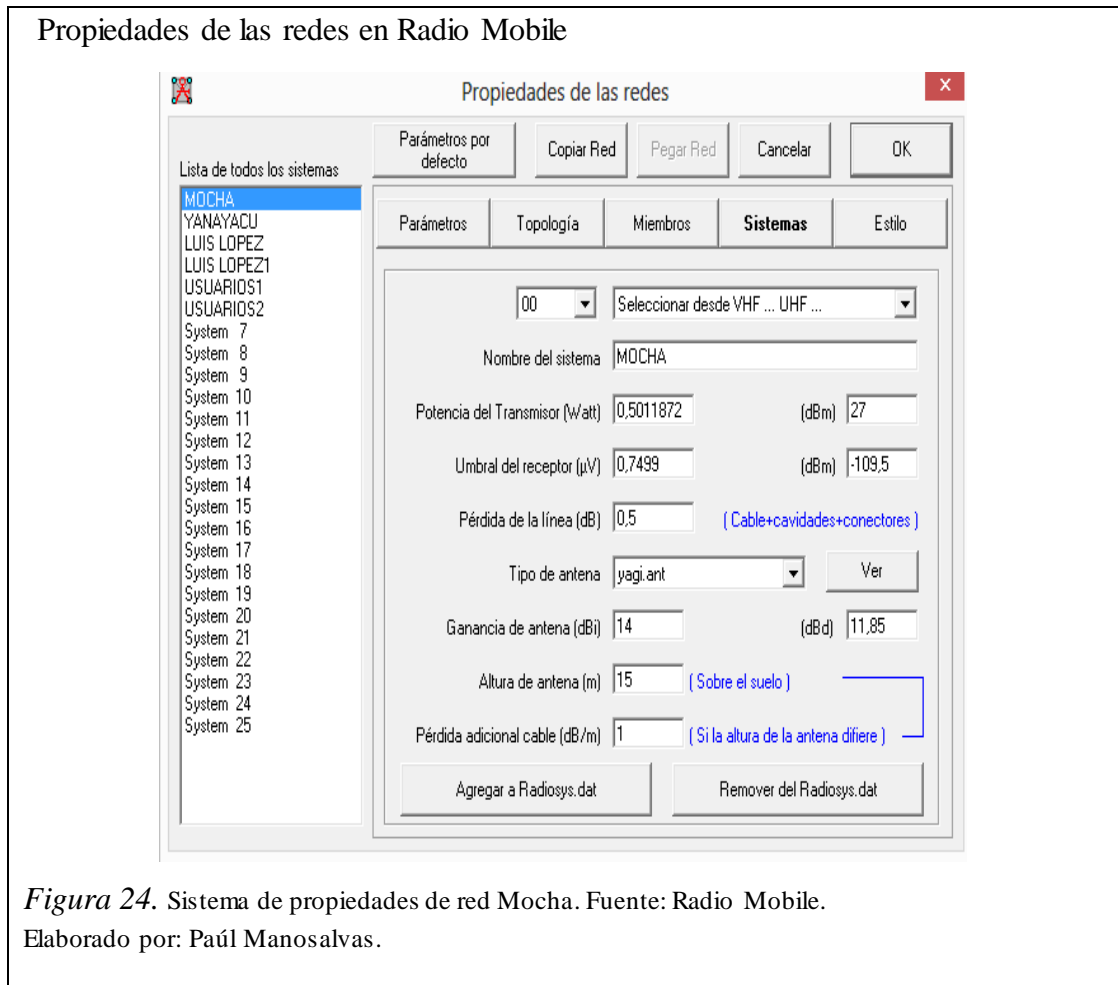 Propiedades de las redes en Radio Mobile
Propiedades de las redes
x
Lista de todos los sistemas
Parámetros por defecto
Copiar Red
Pegar Red
Cancelar
OK
MOCHA
YANAYACU
LUIS LOPEZ
LUIS LOPEZ1
USUARIOS1
USUARIOS2
System 7
System 8
System 9
System 10
System 11
System 12
System 13
System 14
System 15
System 16
System 17
System 18
System 19
System 20
System 21
System 22
System 23
System 24
System 25
Parámetros
Topología
Miembros
Sistemas
Estilo
00
Seleccionar desde VHF ... UHF ...
Nombre del sistema MOCHA
Potencia del Transmisor (Watt) 0,5011872 (dBm) 27
Umbral del receptor (µV) 0,7499 (dBm) -109,5
Pérdida de la línea (dB) 0,5 ( Cable+cavidades+conectores )
Tipo de antena yagi.ant Ver
Ganancia de antena (dBi) 14 (dBd) 11,85
Altura de antena (m) 15 ( Sobre el suelo )
Pérdida adicional cable (dB/m) 1 ( Si la altura de la antena difiere )
Agregar a Radiosys.dat
Remover del Radiosys.dat
Figura 24. Sistema de propiedades de red Mocha. Fuente: Radio Mobile.
Elaborado por: Paúl Manosalvas.